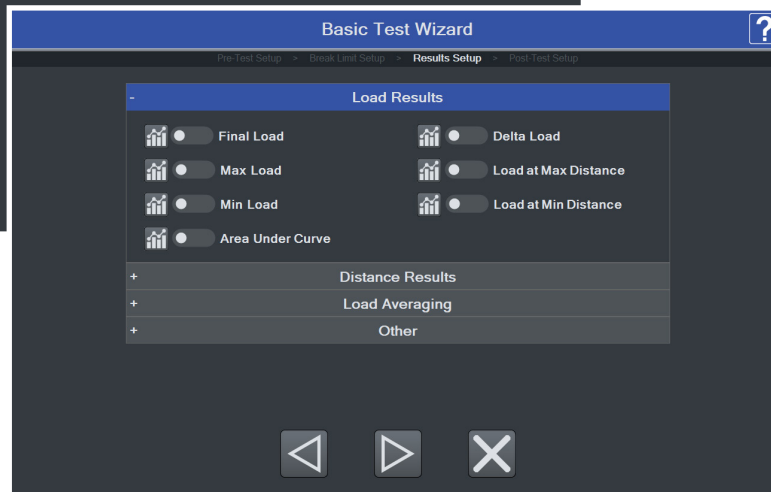 Basic Test Wizard
?
Pre-Test Setup > Break Limit Setup > Results Setup > Post-Test Setup
- Load Results
Final Load Delta Load
Max Load Load at Max Distance
Min Load Load at Min Distance
Area Under Curve
+ Distance Results
+ Load Averaging
+ Other